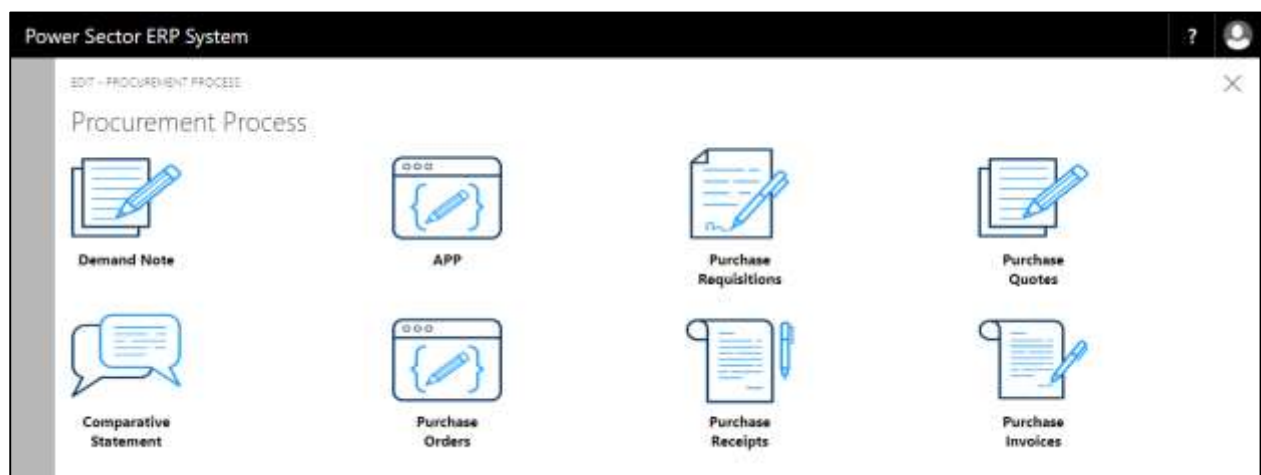 Power Sector ERP System
?
EDIT - PROCUREMENT PROCESS
Procurement Process
Demand Note
APP
Purchase
Requisitions
Purchase
Quotes
Comparative
Statement
Purchase
Orders
Purchase
Receipts
Purchase
Invoices